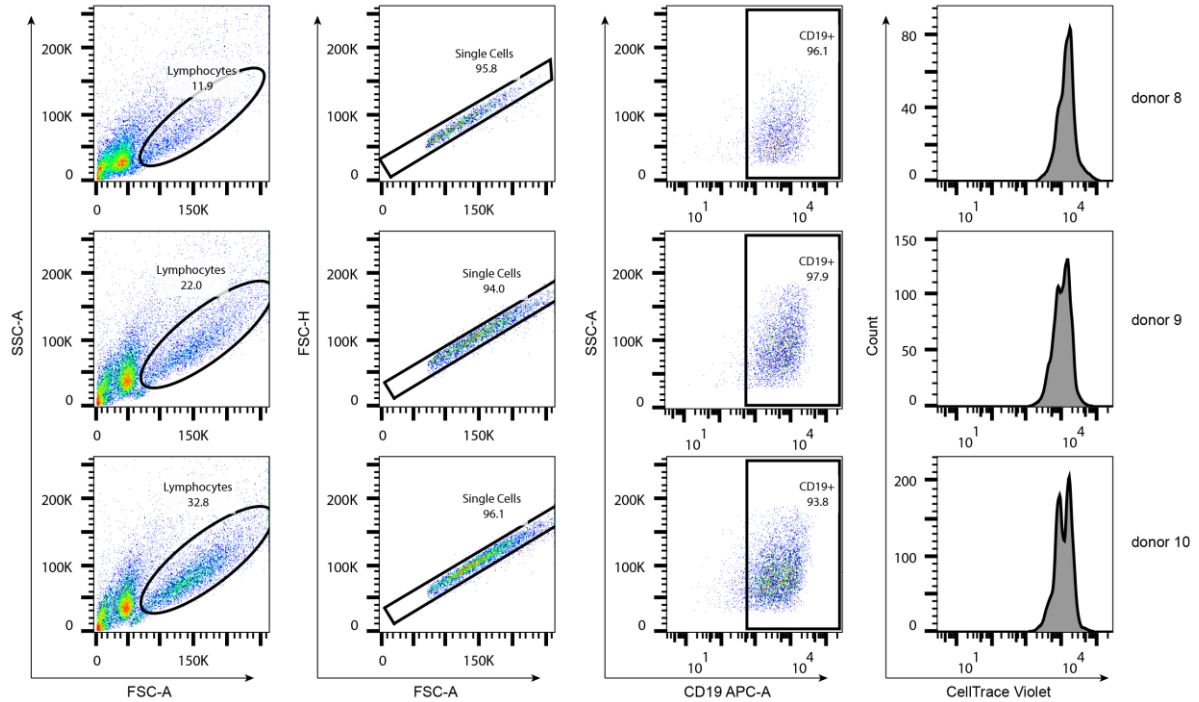 200K
100K
0
Lymphocytes
11.9
0
150K
200K
100K
0
Single Cells
95.8
150K
200K
100K
0
CD19+
96.1
10^1
10^4
80
40
0
10^1
10^4
donor 8
SSC-A
200K
100K
0
Lymphocytes
22.0
0
150K
FSC-H
200K
100K
0
Single Cells
94.0
150K
SSC-A
200K
100K
0
CD19+
97.9
10^1
10^4
Count
150
100
50
0
10^1
10^4
donor 9
200K
100K
0
Lymphocytes
32.8
0
150K
200K
100K
0
Single Cells
96.1
0
150K
200K
100K
0
CD19+
93.8
10^1
10^4
200
100
0
10^1
10^4
donor 10
FSC-A
FSC-A
CD19 APC-A
CellTrace Violet